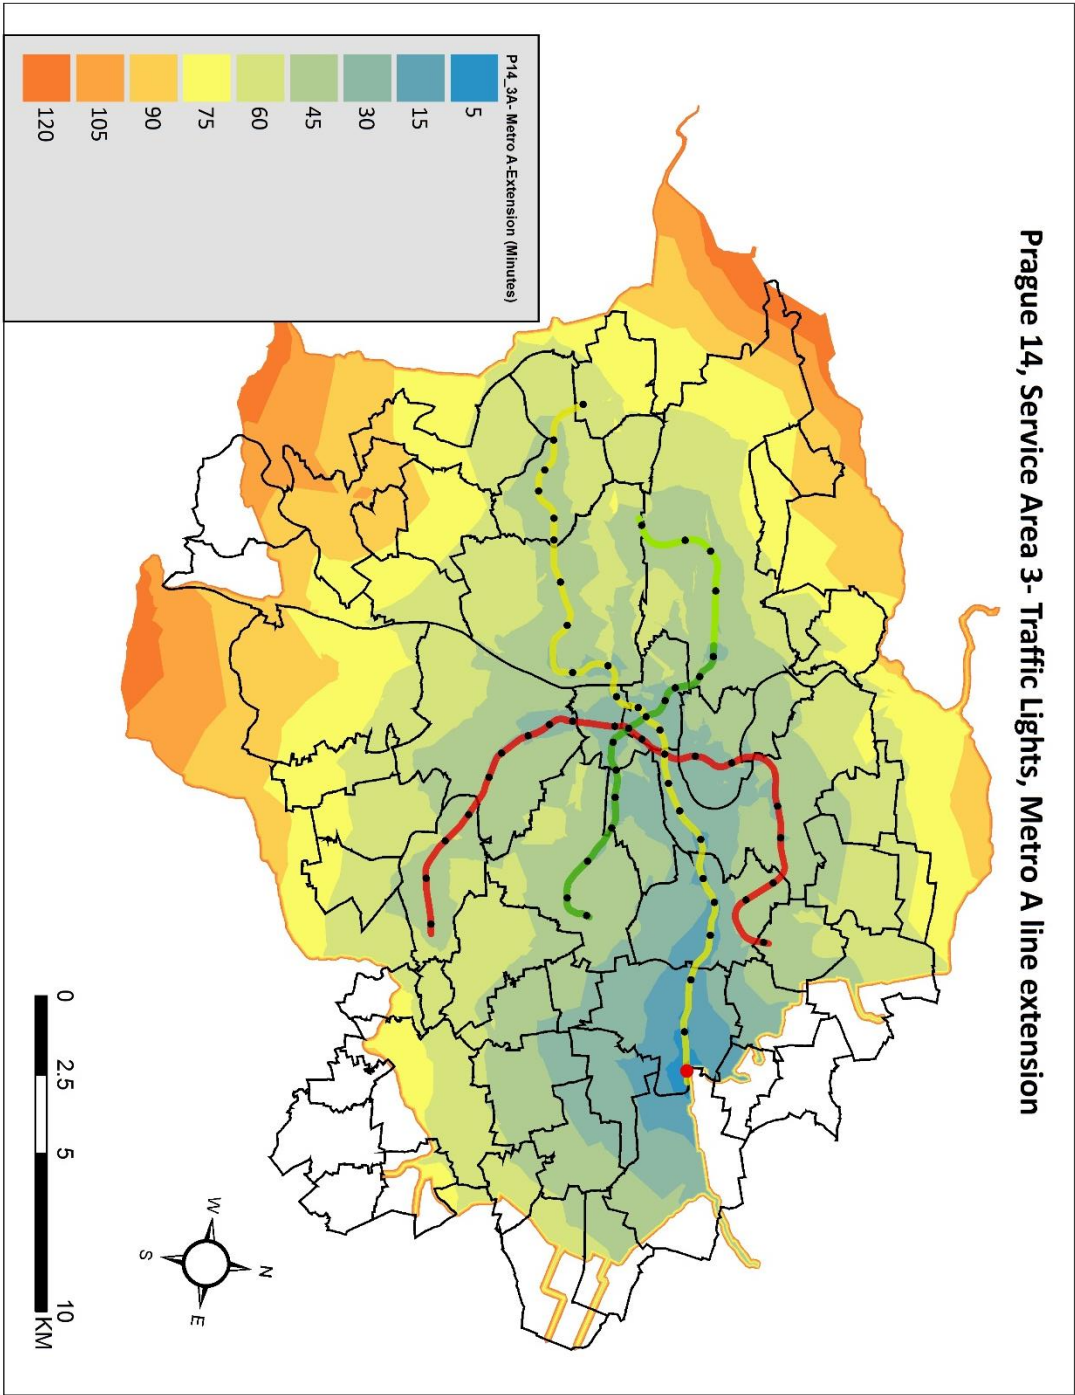 Prague 14, Service Area 3- Traffic Lights, Metro A line extension
P14_3A- Metro A-Extension (Minutes)
5
15
30
45
60
75
90
105
120
0 2.5 5 10
KM
N
W
E
S